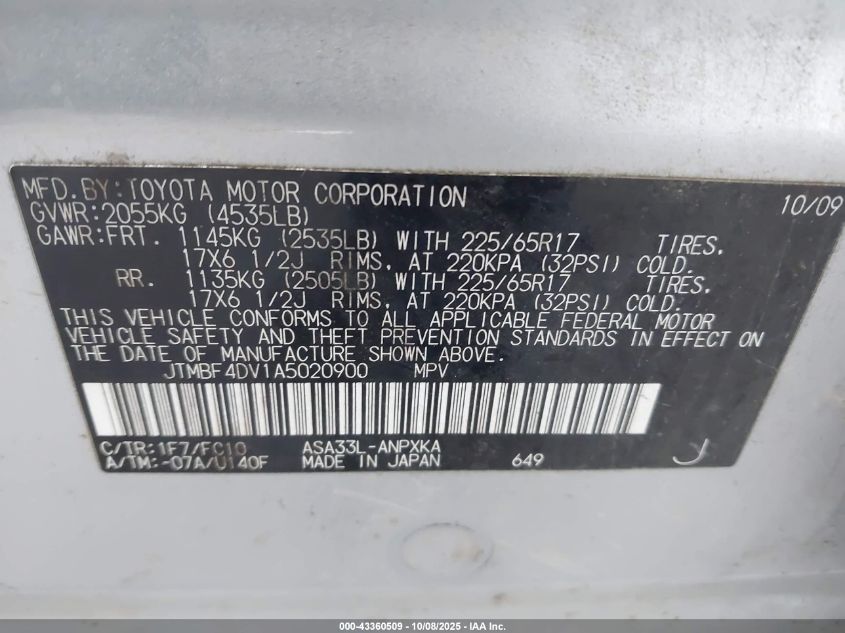 MFD. BY: TOYOTA MOTOR CORPORATION 10/09
GVWR: 2055KG (4535LB)
GAWR: FRT. 1145KG (2535LB) WITH 225/65R17 TIRES,
17X6 1/2J RIMS, AT 220KPA (32PSI) COLD.
RR. 1135KG (2505LB) WITH 225/65R17 TIRES,
17X6 1/2J RIMS, AT 220KPA (32PSI) COLD.
THIS VEHICLE CONFORMS TO ALL APPLICABLE FEDERAL MOTOR
VEHICLE SAFETY AND THEFT PREVENTION STANDARDS IN EFFECT ON
THE DATE OF MANUFACTURE SHOWN ABOVE.
JTMBF4DV1A5020900 MPV
C/TR: 1F7/FC10 ASA33L-ANPXKA
A/TM: -07A/U140F MADE IN JAPAN 649 J
000-43360509 - 10/08/2025 - IAA Inc.